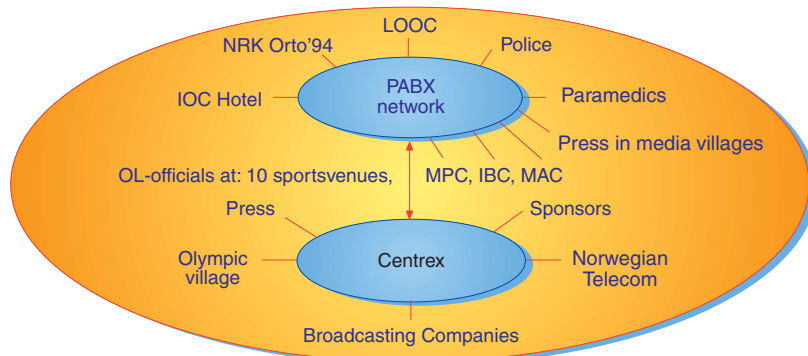 LOOC
NRK Orto'94
Police
IOC Hotel
PABX
network
Paramedics
Press in media villages
OL-officials at: 10 sportsvenues,
MPC, IBC, MAC
Press
Sponsors
Olympic
village
Centrex
Norwegian
Telecom
Broadcasting Companies